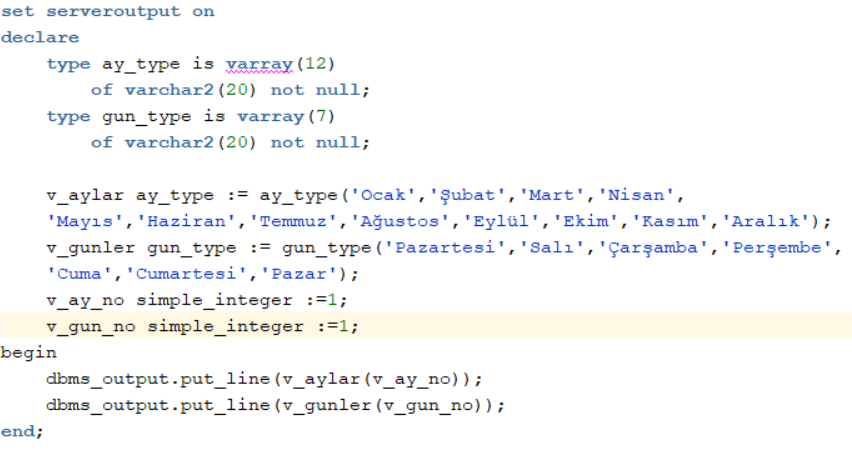 set serveroutput on
declare
    type ay_type is varray(12)
        of varchar2(20) not null;
    type gun_type is varray(7)
        of varchar2(20) not null;

    v_aylar ay_type := ay_type('Ocak','Şubat','Mart','Nisan',
    'Mayıs','Haziran','Temmuz','Ağustos','Eylül','Ekim','Kasım','Aralık');
    v_gunler gun_type := gun_type('Pazartesi','Salı','Çarşamba','Perşembe',
    'Cuma','Cumartesi','Pazar');
    v_ay_no simple_integer :=1;
    v_gun_no simple_integer :=1;
begin
    dbms_output.put_line(v_aylar(v_ay_no));
    dbms_output.put_line(v_gunler(v_gun_no));
end;